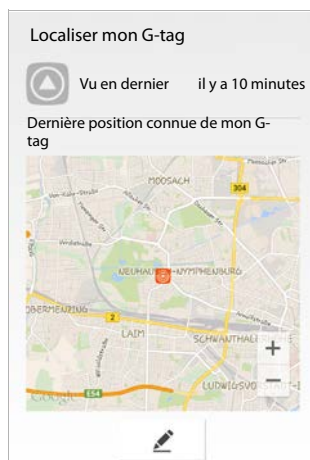 Localiser mon G-tag
Vu en dernier il y a 10 minutes
Dernière position connue de mon G-
tag
MOOSACH
304
NEUHAUSEN-NYMPHENBURG
OBERMENZING
2
LAIM
SCHWANTHAL
+
−
LUDWIGSVO
E54
Google